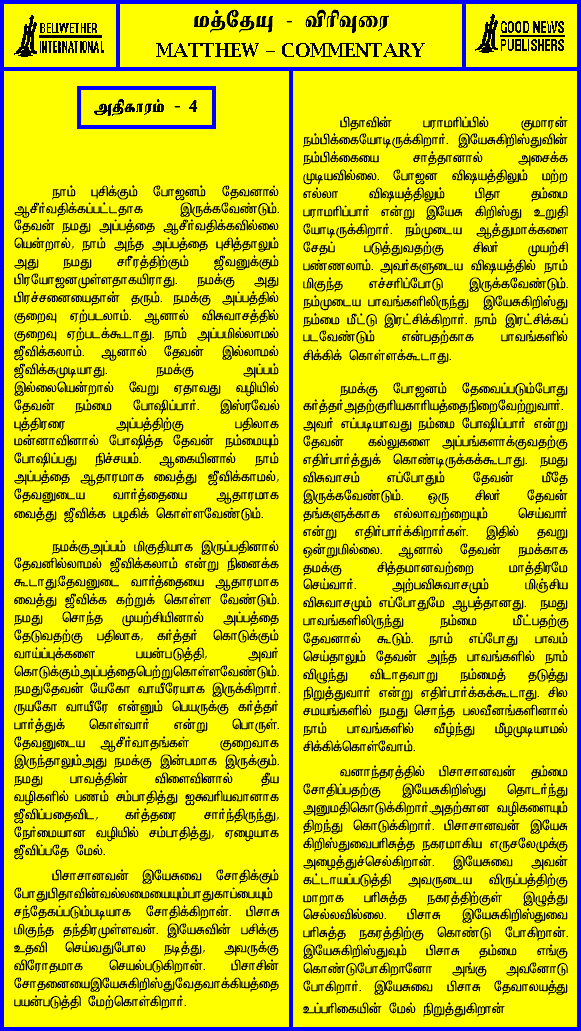 BELLWETHER
INTERNATIONAL
மத்தேயு - விரிவுரை
MATTHEW – COMMENTARY
GOOD NEWS
PUBLISHERS
அதிகாரம் - 4
நாம் புசிக்கும் போஜனம் தேவனால்
ஆசீர்வதிக்கப்பட்டதாக இருக்கவேண்டும்.
தேவன் நமது அப்பத்தை ஆசீர்வதிக்கவில்லை
யென்றால், நாம் அந்த அப்பத்தை புசித்தாலும்
அது நமது சரீரத்திற்கும் ஜீவனுக்கும்
பிரயோஜனமுள்ளதாகயிராது. நமக்கு அது
பிரச்சனையைதான் தரும். நமக்கு அப்பத்தில்
குறைவு ஏற்படலாம். ஆனால் விசுவாசத்தில்
குறைவு ஏற்படக்கூடாது. நாம் அப்பமில்லாமல்
ஜீவிக்கலாம். ஆனால் தேவன் இல்லாமல்
ஜீவிக்கமுடியாது. நமக்கு அப்பம்
இல்லையென்றால் வேறு ஏதாவது வழியில்
தேவன் நம்மை போஷிப்பார். இஸ்ரவேல்
புத்திரரை அப்பத்திற்கு பதிலாக
மன்னாவினால் போஷித்த தேவன் நம்மையும்
போஷிப்பது நிச்சயம். ஆகையினால் நாம்
அப்பத்தை ஆதாரமாக வைத்து ஜீவிக்காமல்,
தேவனுடைய வார்த்தையை ஆதாரமாக
வைத்து ஜீவிக்க பழகிக் கொள்ளவேண்டும்.
நமக்குஅப்பம் மிகுதியாக இருப்பதினால்
தேவனில்லாமல் ஜீவிக்கலாம் என்று நினைக்க
கூடாது.தேவனுடை வார்த்தையை ஆதாரமாக
வைத்து ஜீவிக்க கற்றுக் கொள்ள வேண்டும்.
நமது சொந்த முயற்சியினால் அப்பத்தை
தேடுவதற்கு பதிலாக, கர்த்தர் கொடுக்கும்
வாய்ப்புக்களை பயன்படுத்தி, அவர்
கொடுக்கும்அப்பத்தைபெற்றுகொள்ளவேண்டும்.
நமதுதேவன் யேகோ வாயீரேயாக இருக்கிறார்.
ருயகோ வாயீரே என்னும் பெயருக்கு கர்த்தர்
பார்த்துக் கொள்வார் என்று பொருள்.
தேவனுடைய ஆசீர்வாதங்கள் குறைவாக
இருந்தாலும்அது நமக்கு இன்பமாக இருக்கும்.
நமது பாவத்தின் விளைவினால் தீய
வழிகளில் பணம் சம்பாதித்து ஐசுவரியவானாக
ஜீவிப்பதைவிட, கர்த்தரை சார்ந்திருந்து,
நேர்மையான வழியில் சம்பாதித்து, ஏழையாக
ஜீவிப்பதே மேல்.
பிசாசானவன் இயேசுவை சோதிக்கும்
போதுபிதாவின்வல்லமையையும்பாதுகாப்பையும்
சந்தேகப்படும்படியாக சோதிக்கிறான். பிசாசு
மிகுந்த தந்திரமுள்ளவன். இயேசுவின் பசிக்கு
உதவி செய்வதுபோல நடித்து, அவருக்கு
விரோதமாக செயல்படுகிறான். பிசாசின்
சோதனையைஇயேசுகிறிஸ்துவேதவாக்கியத்தை
பயன்படுத்தி மேற்கொள்கிறார்.
பிதாவின் பராமரிப்பில் குமாரன்
நம்பிக்கையோடிருக்கிறார். இயேசுகிறிஸ்துவின்
நம்பிக்கையை சாத்தானால் அசைக்க
முடியவில்லை. போஜன விஷயத்திலும் மற்ற
எல்லா விஷயத்திலும் பிதா தம்மை
பராமரிப்பார் என்று இயேசு கிறிஸ்து உறுதி
யோடிருக்கிறார். நம்முடைய ஆத்துமாக்களை
சேதப் படுத்துவதற்கு சிலர் முயற்சி
பண்ணலாம். அவர்களுடைய விஷயத்தில் நாம்
மிகுந்த எச்சரிப்போடு இருக்கவேண்டும்.
நம்முடைய பாவங்களிலிருந்து இயேசுகிறிஸ்து
நம்மை மீட்டு இரட்சிக்கிறார். நாம் இரட்சிக்கப்
படவேண்டும் என்பதற்காக பாவங்களில்
சிக்கிக் கொள்ளக்கூடாது.
நமக்கு போஜனம் தேவைப்படும்போது
கர்த்தர்அதற்குரியகாரியத்தைநிறைவேற்றுவார்.
அவர் எப்படியாவது நம்மை போஷிப்பார் என்று
தேவன் கல்லுகளை அப்பங்களாக்குவதற்கு
எதிர்பார்த்துக் கொண்டிருக்கக்கூடாது. நமது
விசுவாசம் எப்போதும் தேவன் மீதே
இருக்கவேண்டும். ஒரு சிலர் தேவன்
தங்களுக்காக எல்லாவற்றையும் செய்வார்
என்று எதிர்பார்க்கிறார்கள். இதில் தவறு
ஒன்றுமில்லை. ஆனால் தேவன் நமக்காக
தமக்கு சித்தமானவற்றை மாத்திரமே
செய்வார். அற்பவிசுவாசமும் மிஞ்சிய
விசுவாசமும் எப்போதுமே ஆபத்தானது. நமது
பாவங்களிலிருந்து நம்மை மீட்பதற்கு
தேவனால் கூடும். நாம் எப்போது பாவம்
செய்தாலும் தேவன் அந்த பாவங்களில் நாம்
விழுந்து விடாதவாறு நம்மைத் தடுத்து
நிறுத்துவார் என்று எதிர்பார்க்கக்கூடாது. சில
சமயங்களில் நமது சொந்த பலவீனங்களினால்
நாம் பாவங்களில் வீழ்ந்து மீளமுடியாமல்
சிக்கிக்கொள்வோம்.
வனாந்தரத்தில் பிசாசானவன் தம்மை
சோதிப்பதற்கு இயேசுகிறிஸ்து தொடர்ந்து
அனுமதிகொடுக்கிறார்.அதற்கான வழிகளையும்
திறந்து கொடுக்கிறார். பிசாசானவன் இயேசு
கிறிஸ்துவைபரிசுத்த நகரமாகிய எருசலேமுக்கு
அழைத்துச்செல்கிறான். இயேசுவை அவன்
கட்டாயப்படுத்தி அவருடைய விருப்பத்திற்கு
மாறாக பரிசுத்த நகரத்திற்குள் இழுத்து
செல்லவில்லை. பிசாசு இயேசுகிறிஸ்துவை
பரிசுத்த நகரத்திற்கு கொண்டு போகிறான்.
இயேசுகிறிஸ்துவும் பிசாசு தம்மை எங்கு
கொண்டுபோகிறானோ அங்கு அவனோடு
போகிறார். இயேசுவை பிசாசு தேவாலயத்து
உப்பரிகையின் மேல் நிறுத்துகிறான்